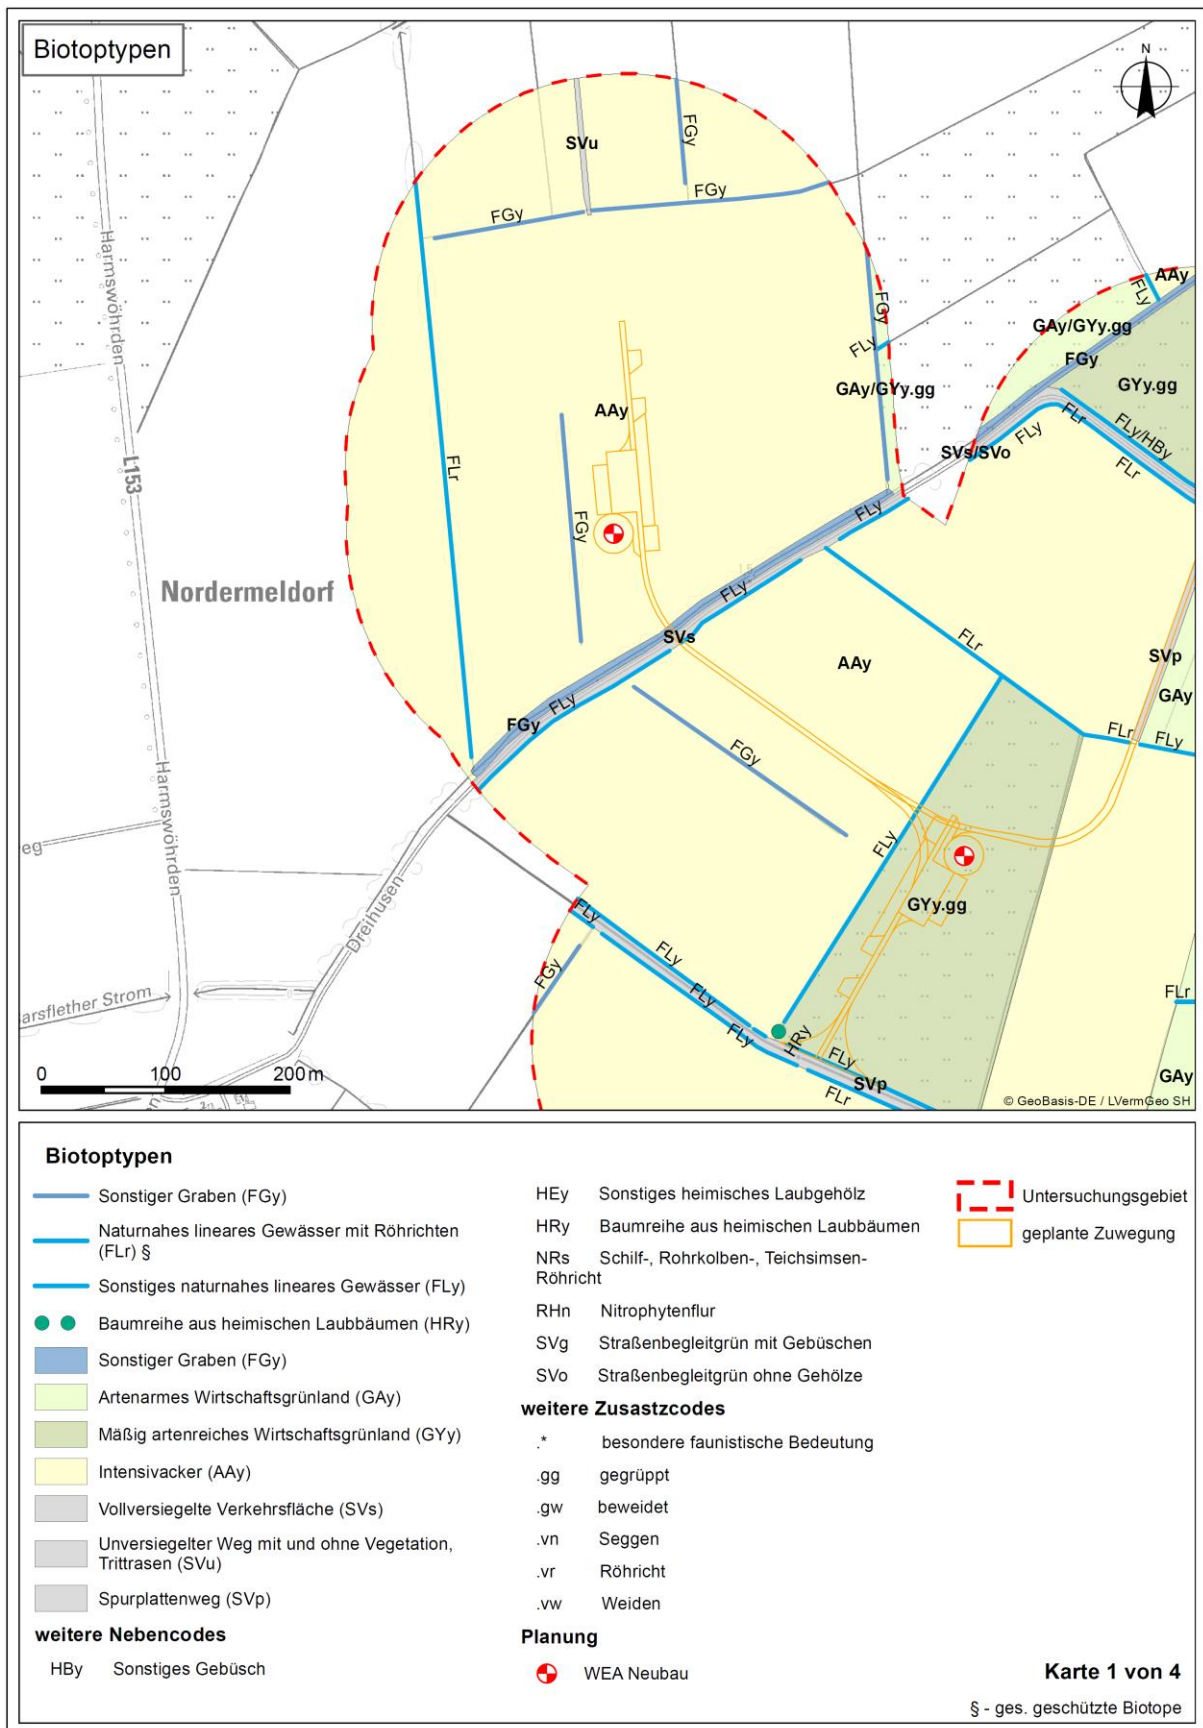 Biotoptypen
N
SVu
FGy
FGy
FGy
Harmswöhrden
FGy
FLy
AAy
GAy/GYy.gg
FGy
FLy
GYy.gg
GAy/GYy.gg
AAy
FLy/HBy
FLr
FLy
FLr
SVs/SVo
L153
FLr
FGy
FLy
Nordermeldorf
FLy
SVs
AAy
FLr
SVp
GAy
FLy
FGy
FLr
FLy
FGy
Harmswöhrden
eg
FLy
Dreihusen
FLy
GYy.gg
FLy
FGy
FLy
FLr
arsflether Strom
FLy
HRy
FLy
SVp
FLr
GAy
0 100 200 m
© GeoBasis-DE / LVermGeo SH
Biotoptypen
Sonstiger Graben (FGy)
Naturnahes lineares Gewässer mit Röhrichten
(FLr) §
Sonstiges naturnahes lineares Gewässer (FLy)
Baumreihe aus heimischen Laubbäumen (HRy)
Sonstiger Graben (FGy)
Artenarmes Wirtschaftsgrünland (GAy)
Mäßig artenreiches Wirtschaftsgrünland (GYy)
Intensivacker (AAy)
Vollversiegelte Verkehrsfläche (SVs)
Unversiegelter Weg mit und ohne Vegetation,
Trittrasen (SVu)
Spurplattenweg (SVp)
weitere Nebencodes
HBy Sonstiges Gebüsch
HEy Sonstiges heimisches Laubgehölz
HRy Baumreihe aus heimischen Laubbäumen
NRs Schilf-, Rohrkolben-, Teichsimsen-
Röhricht
RHn Nitrophytenflur
SVg Straßenbegleitgrün mit Gebüschen
SVo Straßenbegleitgrün ohne Gehölze
weitere Zusastzcodes
.* besondere faunistische Bedeutung
.gg gegrüppt
.gw beweidet
.vn Seggen
.vr Röhricht
.vw Weiden
Planung
WEA Neubau
Untersuchungsgebiet
geplante Zuwegung
Karte 1 von 4
§ - ges. geschützte Biotope